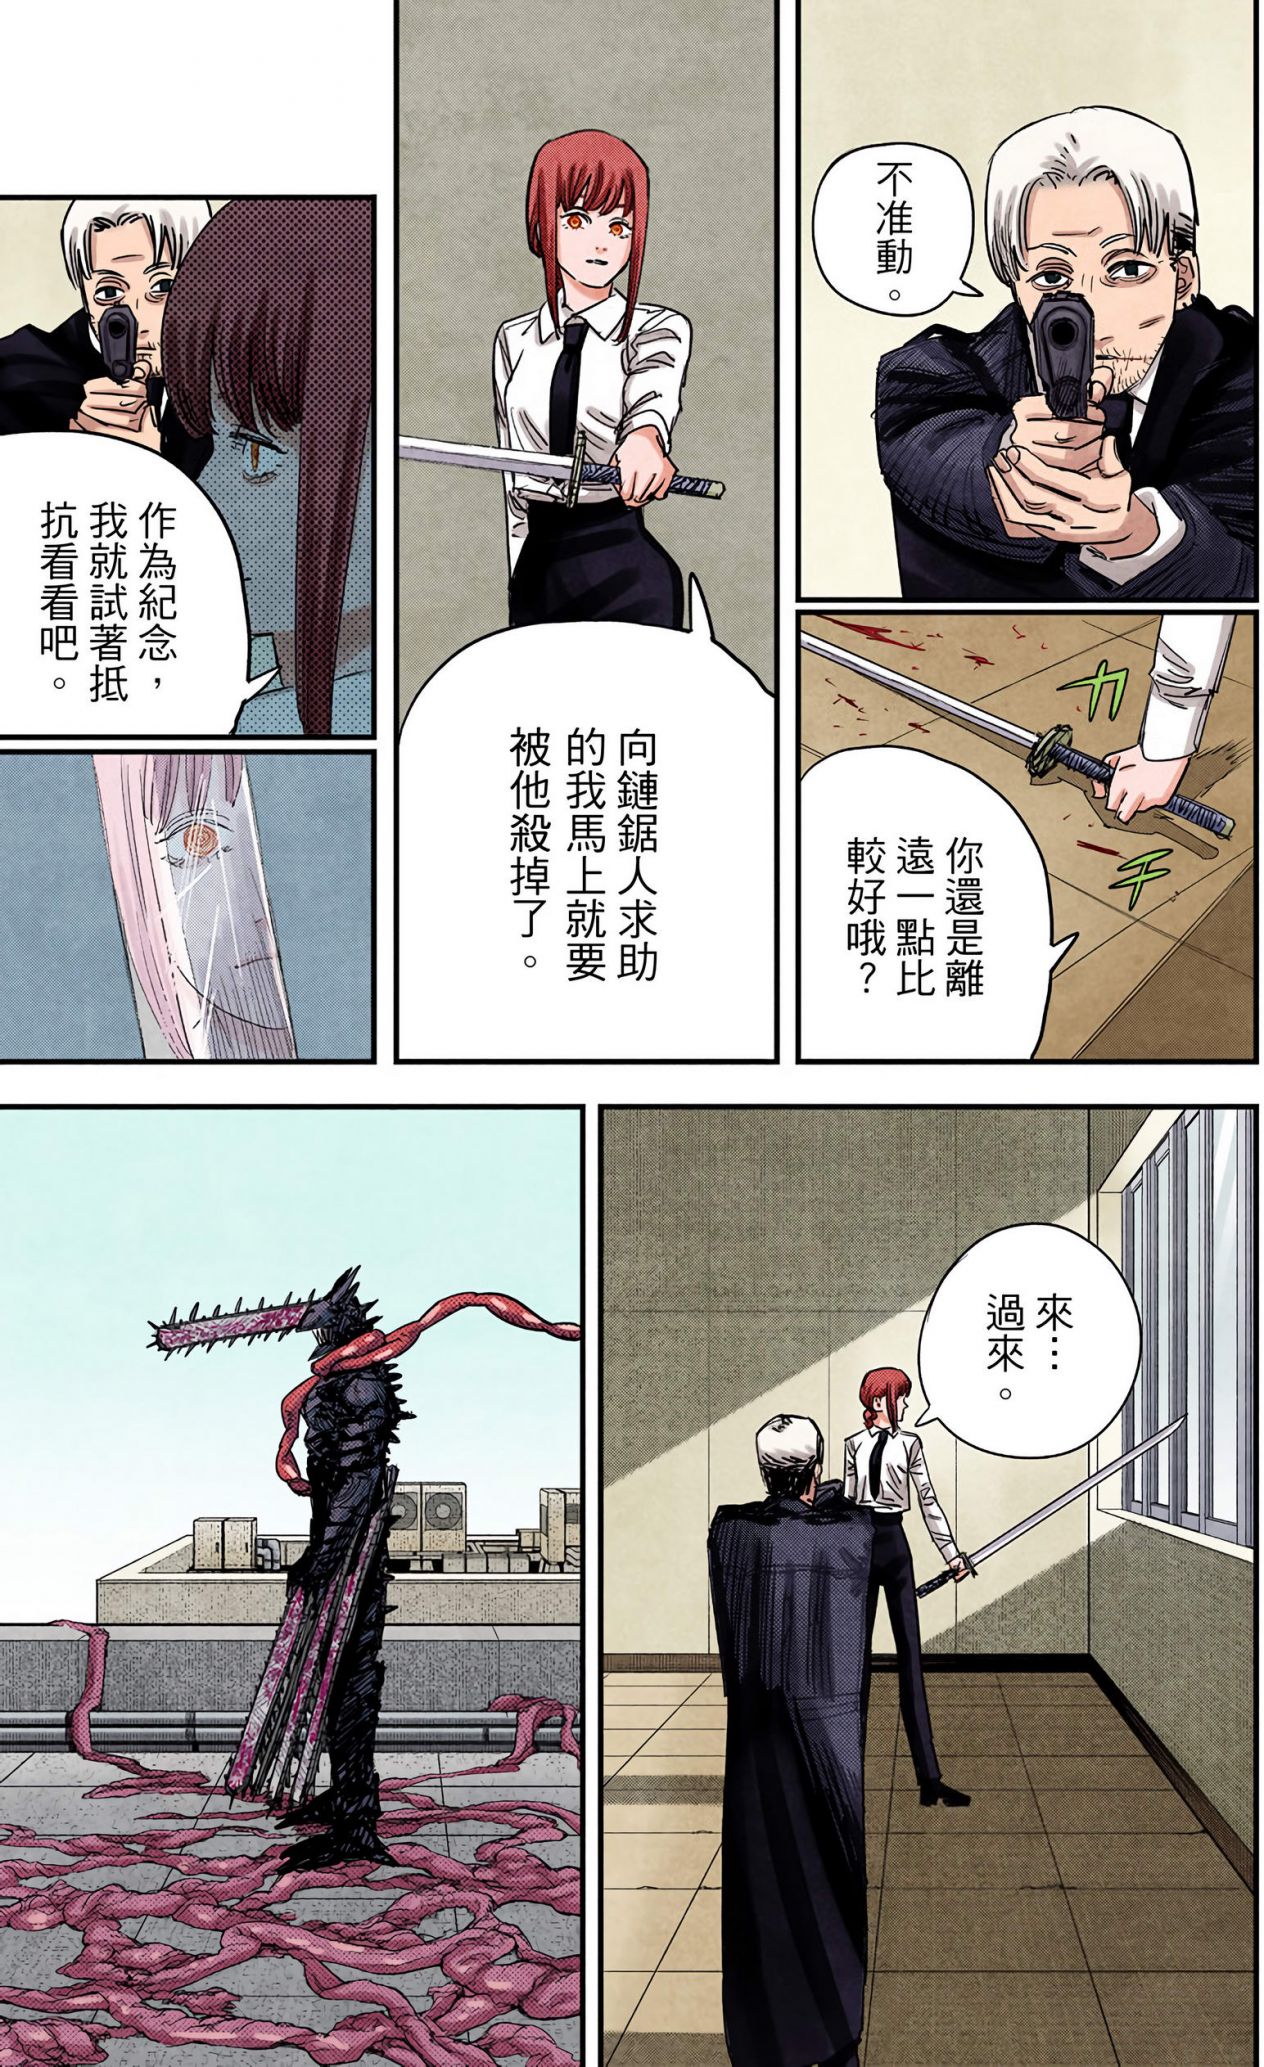 不准動。
カ
チ
你還是離
遠一點比
較好哦？
向鏈鋸人求助
的我馬上就要
被他殺掉了。
作為紀念，
我就試著抵
抗看看吧。
來…
過來。